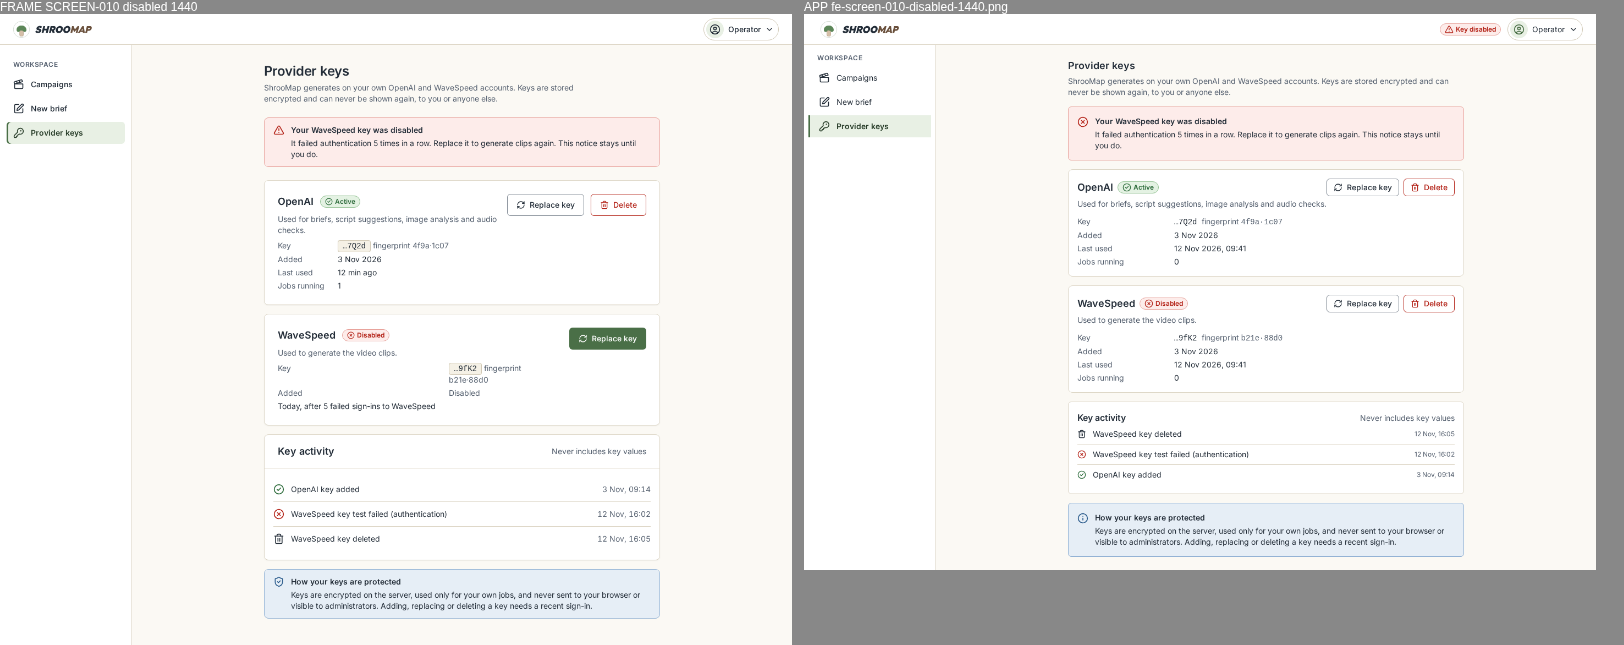 FRAME SCREEN-010 disabled 1440
SHROOMAP
Operator
WORKSPACE
Campaigns
New brief
Provider keys
Provider keys
ShrooMap generates on your own OpenAI and WaveSpeed accounts. Keys are stored
encrypted and can never be shown again, to you or anyone else.
Your WaveSpeed key was disabled
It failed authentication 5 times in a row. Replace it to generate clips again. This notice stays until
you do.
OpenAI Active
Replace key Delete
Used for briefs, script suggestions, image analysis and audio
checks.
Key …7Q2d fingerprint 4f9a·1c07
Added 3 Nov 2026
Last used 12 min ago
Jobs running 1
WaveSpeed Disabled
Replace key
Used to generate the video clips.
Key …9fK2 fingerprint
b21e·88d0
Added Disabled
Today, after 5 failed sign-ins to WaveSpeed
Key activity Never includes key values
OpenAI key added 3 Nov, 09:14
WaveSpeed key test failed (authentication) 12 Nov, 16:02
WaveSpeed key deleted 12 Nov, 16:05
How your keys are protected
Keys are encrypted on the server, used only for your own jobs, and never sent to your browser or
visible to administrators. Adding, replacing or deleting a key needs a recent sign-in.
APP fe-screen-010-disabled-1440.png
SHROOMAP
Key disabled
Operator
WORKSPACE
Campaigns
New brief
Provider keys
Provider keys
ShrooMap generates on your own OpenAI and WaveSpeed accounts. Keys are stored encrypted and can
never be shown again, to you or anyone else.
Your WaveSpeed key was disabled
It failed authentication 5 times in a row. Replace it to generate clips again. This notice stays until
you do.
OpenAI Active
Replace key Delete
Used for briefs, script suggestions, image analysis and audio checks.
Key …7Q2d fingerprint 4f9a·1c07
Added 3 Nov 2026
Last used 12 Nov 2026, 09:41
Jobs running 0
WaveSpeed Disabled
Replace key Delete
Used to generate the video clips.
Key …9fK2 fingerprint b21e·88d0
Added 3 Nov 2026
Last used 12 Nov 2026, 09:41
Jobs running 0
Key activity Never includes key values
WaveSpeed key deleted 12 Nov, 16:05
WaveSpeed key test failed (authentication) 12 Nov, 16:02
OpenAI key added 3 Nov, 09:14
How your keys are protected
Keys are encrypted on the server, used only for your own jobs, and never sent to your browser or
visible to administrators. Adding, replacing or deleting a key needs a recent sign-in.